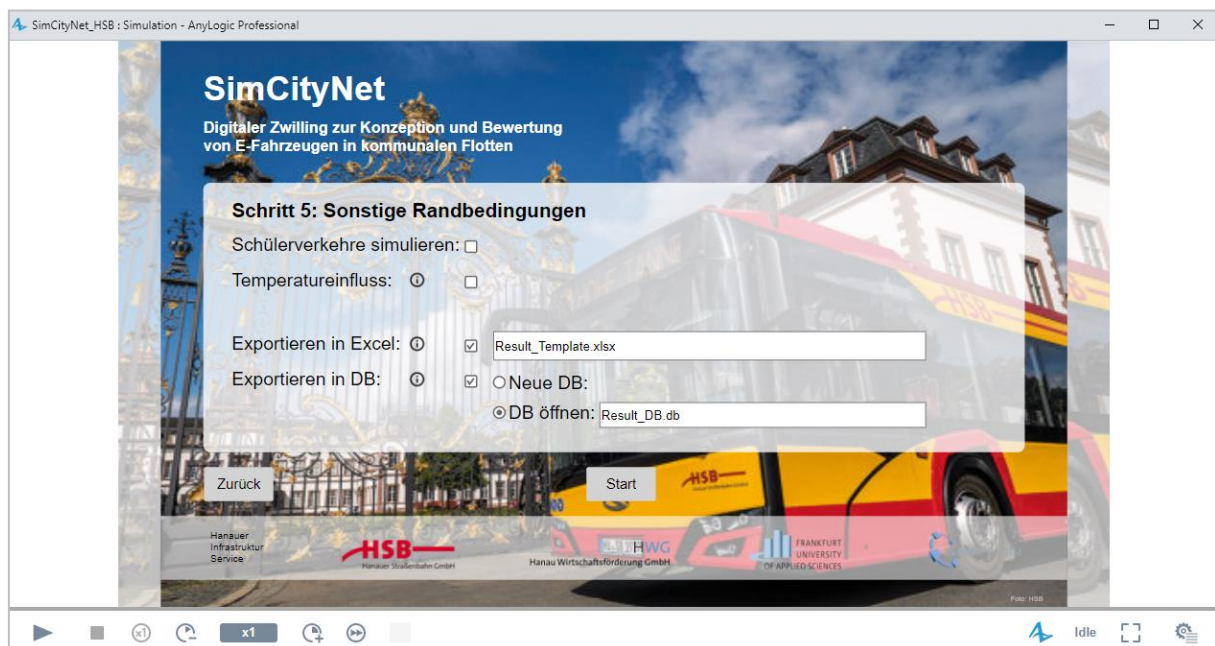 SimCityNet_HSB : Simulation - AnyLogic Professional
SimCityNet
Digitaler Zwilling zur Konzeption und Bewertung
von E-Fahrzeugen in kommunalen Flotten
Schritt 5: Sonstige Randbedingungen
Schülerverkehre simulieren:
Temperatureinfluss:
Exportieren in Excel: Result_Template.xlsx
Exportieren in DB: Neue DB:
DB öffnen: Result_DB.db
HSB
Zurück Start
HSB
Hanauer
Infrastruktur
Service
HSB
Hanauer Straßenbahn GmbH
HWG
Hanau Wirtschaftsförderung GmbH
FRANKFURT
UNIVERSITY
OF APPLIED SCIENCES
Foto: HSB
x1 x1 Idle